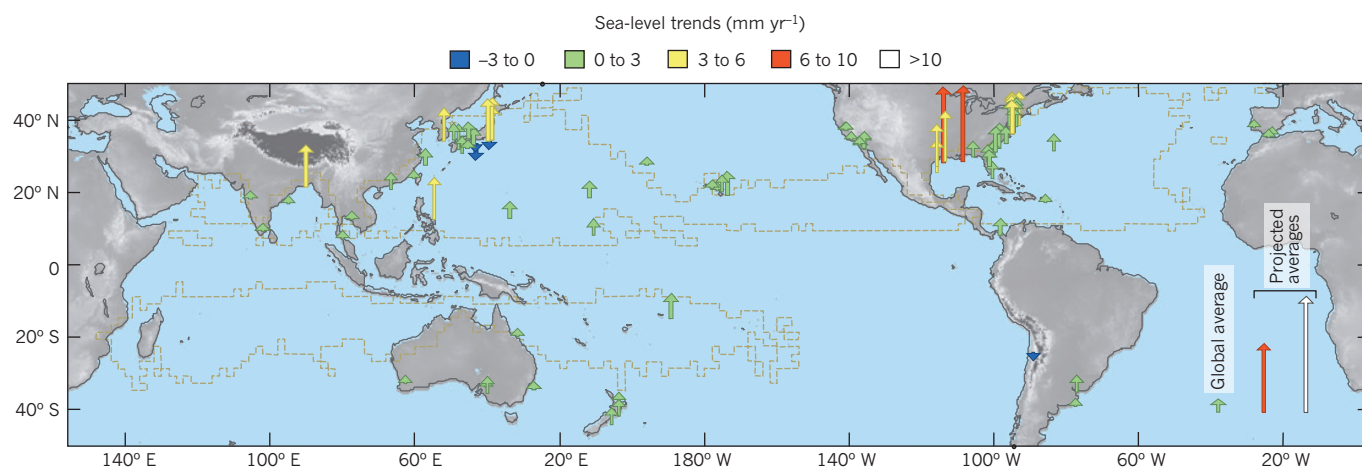 Sea-level trends (mm yr⁻¹)
–3 to 0
0 to 3
3 to 6
6 to 10
>10
40° N
20° N
0
20° S
40° S
Global average
Projected
averages
140° E
100° E
60° E
20° E
180° W
140° W
100° W
60° W
20° W